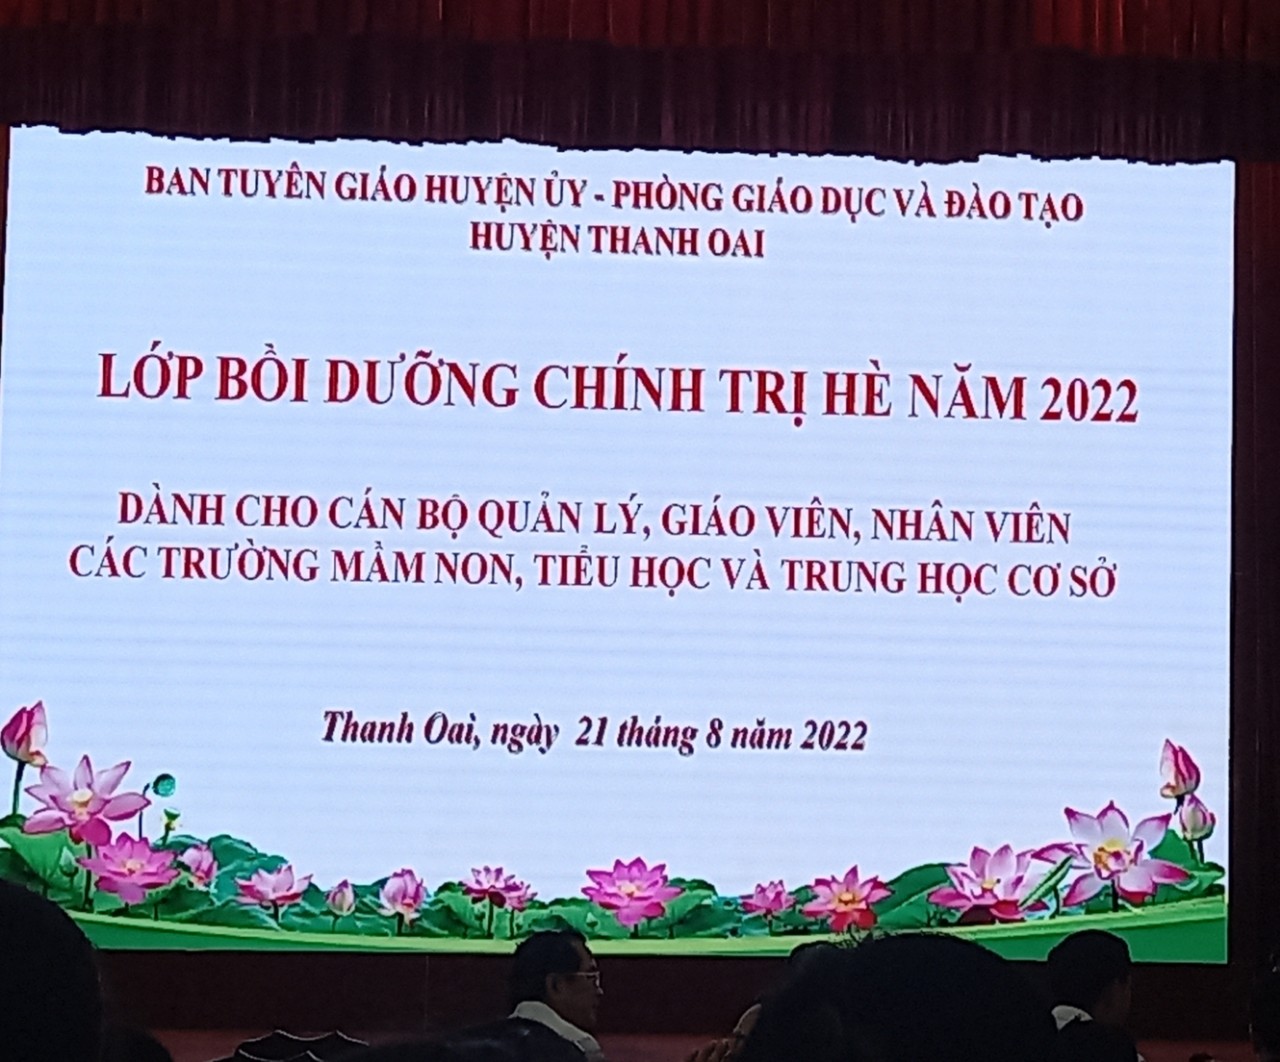 BAN TUYÊN GIÁO HUYỆN ỦY - PHÒNG GIÁO DỤC VÀ ĐÀO TẠO
HUYỆN THANH OAI
LỚP BỒI DƯỠNG CHÍNH TRỊ HÈ NĂM 2022
DÀNH CHO CÁN BỘ QUẢN LÝ, GIÁO VIÊN, NHÂN VIÊN
CÁC TRƯỜNG MẦM NON, TIỂU HỌC VÀ TRUNG HỌC CƠ SỞ
Thanh Oai, ngày 21 tháng 8 năm 2022